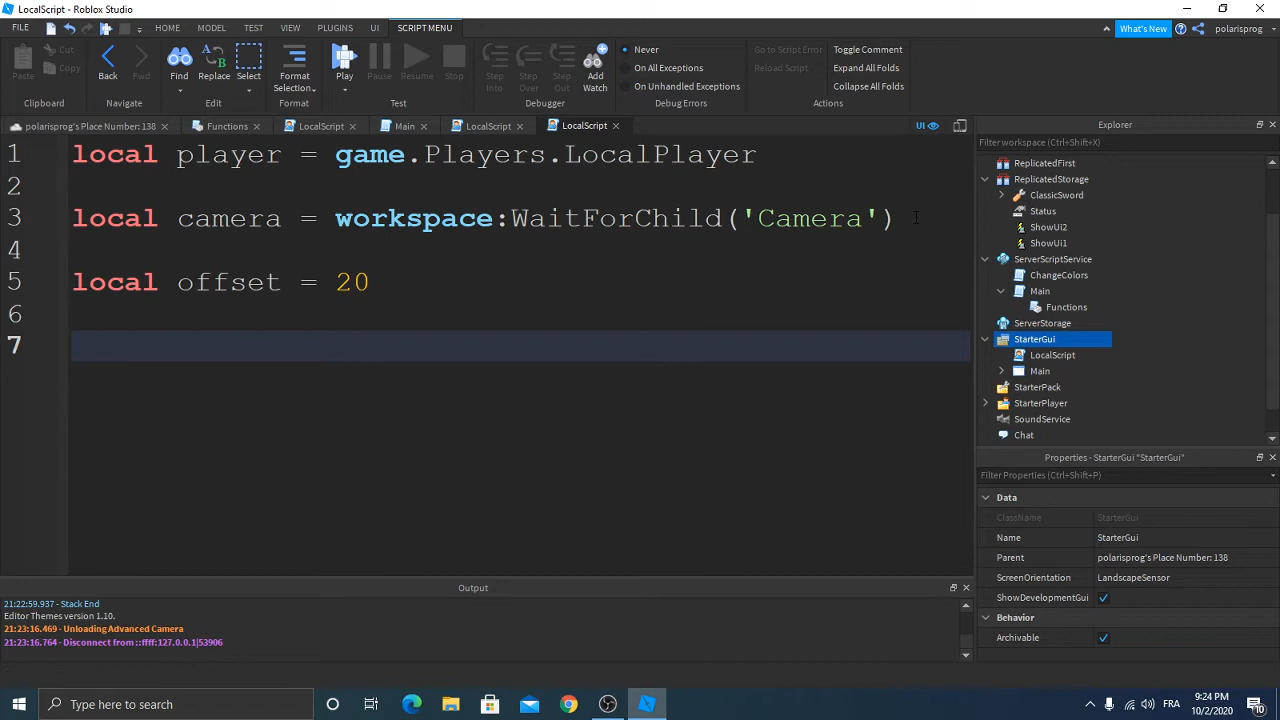 LocalScript - Roblox Studio
FILE HOME MODEL TEST VIEW PLUGINS UI SCRIPT MENU What's New polarisprog
Paste Cut Copy Back Fwd Find Replace Select Format Selection Play Pause Resume Stop Step Into Step Over Step Out Add Watch
Never
On All Exceptions
On Unhandled Exceptions
Go to Script Error
Reload Script
Toggle Comment
Expand All Folds
Collapse All Folds
Clipboard Navigate Edit Format Test Debugger Debug Errors Actions
polarisprog's Place Number: 138 Functions LocalScript Main LocalScript LocalScript UI
1 local player = game.Players.LocalPlayer
2
3 local camera = workspace:WaitForChild('Camera')
4
5 local offset = 20
6
7
Explorer
Filter workspace (Ctrl+Shift+X)
ReplicatedFirst
ReplicatedStorage
ClassicSword
Status
ShowUi2
ShowUi1
ServerScriptService
ChangeColors
Main
Functions
ServerStorage
StarterGui
LocalScript
Main
StarterPack
StarterPlayer
SoundService
Chat
Properties - StarterGui "StarterGui"
Filter Properties (Ctrl+Shift+P)
Data
ClassName StarterGui
Name StarterGui
Parent polarisprog's Place Number: 138
ScreenOrientation LandscapeSensor
ShowDevelopmentGui
Behavior
Archivable
Output
21:22:59.937 - Stack End
Editor Themes version 1.10.
21:23:16.469 - Unloading Advanced Camera
21:23:16.764 - Disconnect from ::ffff:127.0.0.1|53906
Type here to search
FRA
9:24 PM
10/2/2020
10